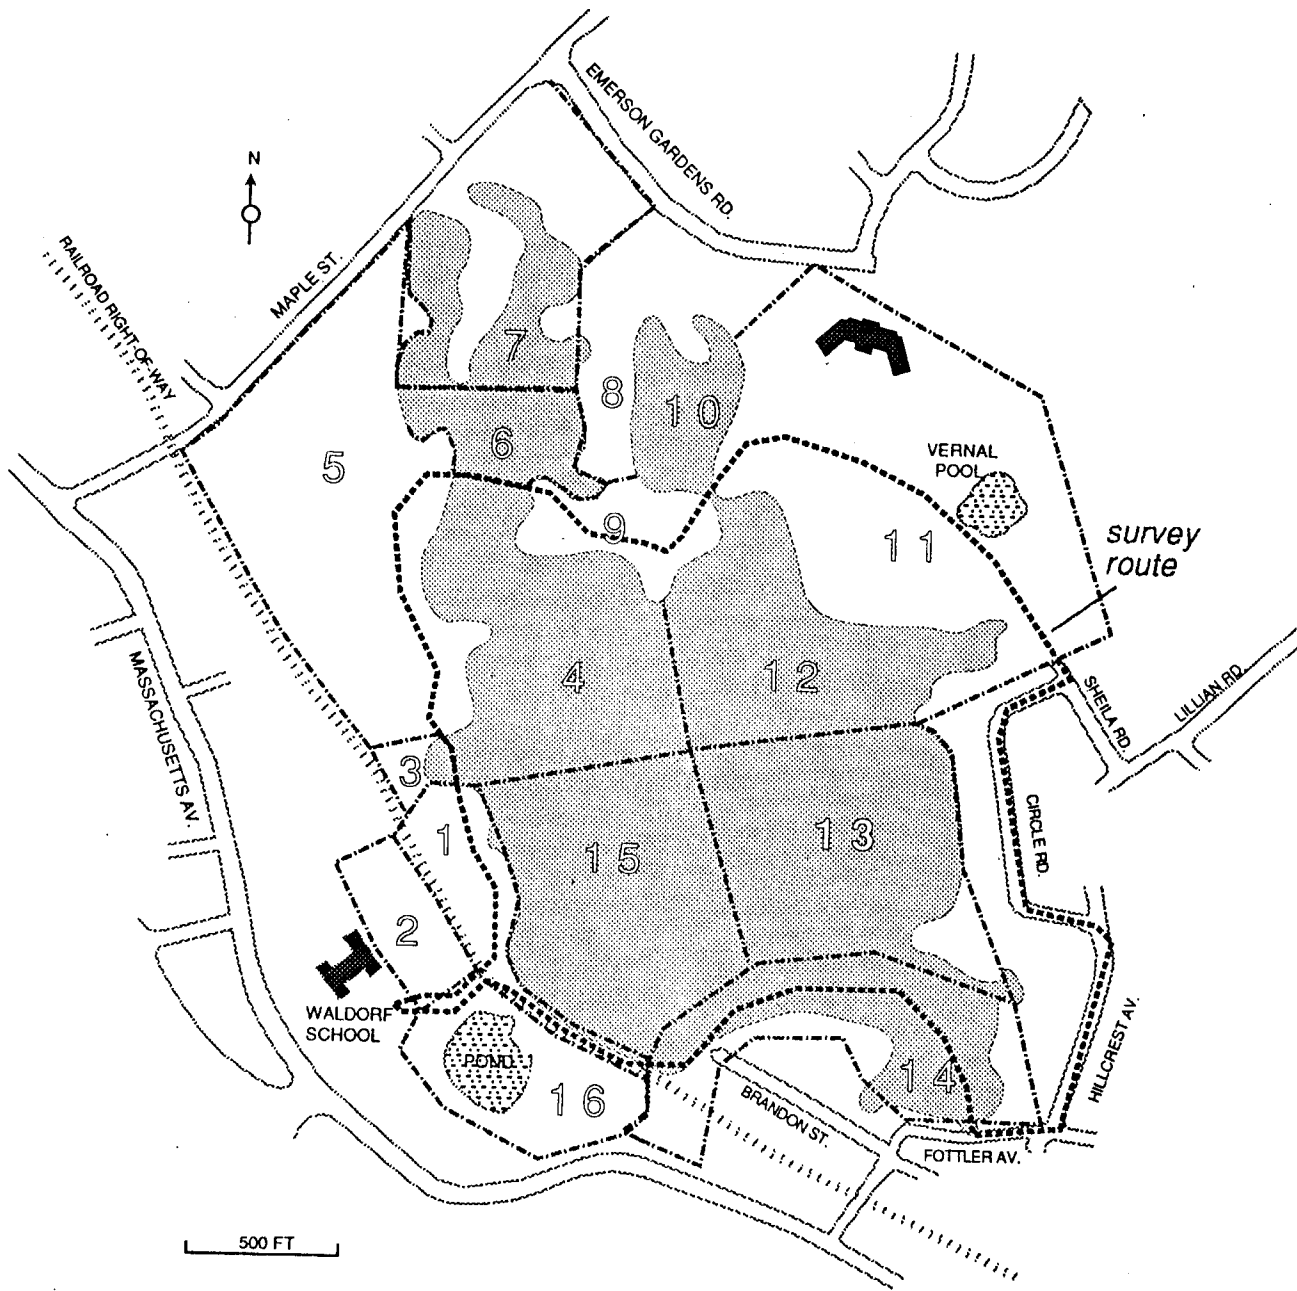 EMERSON GARDENS RD.
N
RAILROAD RIGHT-OF-WAY
MAPLE ST.
7
8
10
6
5
VERNAL
POOL
9
11
survey
route
4
12
SHEILA RD.
LILLIAN RD.
MASSACHUSETTS AV.
3
1
15
13
CIRCLE RD.
2
WALDORF
SCHOOL
POND
16
14
BRANDON ST.
HILLCREST AV.
FOTTLER AV.
500 FT